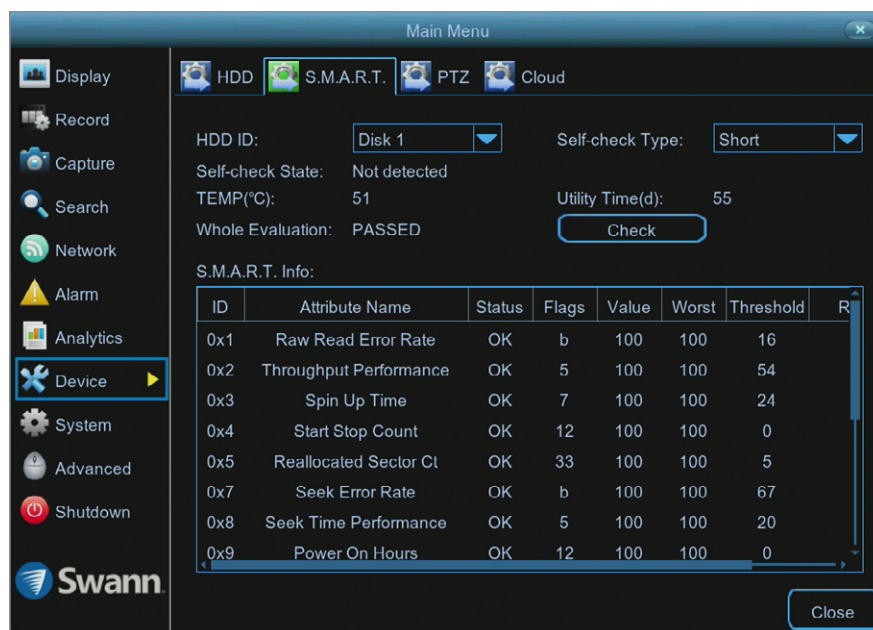 Main Menu
Display
Record
Capture
Search
Network
Alarm
Analytics
Device
System
Advanced
Shutdown
Swann
HDD S.M.A.R.T. PTZ Cloud
HDD ID: Disk 1 Self-check Type: Short
Self-check State: Not detected
TEMP(°C): 51 Utility Time(d): 55
Whole Evaluation: PASSED Check
S.M.A.R.T. Info:
ID Attribute Name Status Flags Value Worst Threshold R
0x1 Raw Read Error Rate OK b 100 100 16
0x2 Throughput Performance OK 5 100 100 54
0x3 Spin Up Time OK 7 100 100 24
0x4 Start Stop Count OK 12 100 100 0
0x5 Reallocated Sector Ct OK 33 100 100 5
0x7 Seek Error Rate OK b 100 100 67
0x8 Seek Time Performance OK 5 100 100 20
0x9 Power On Hours OK 12 100 100 0
Close